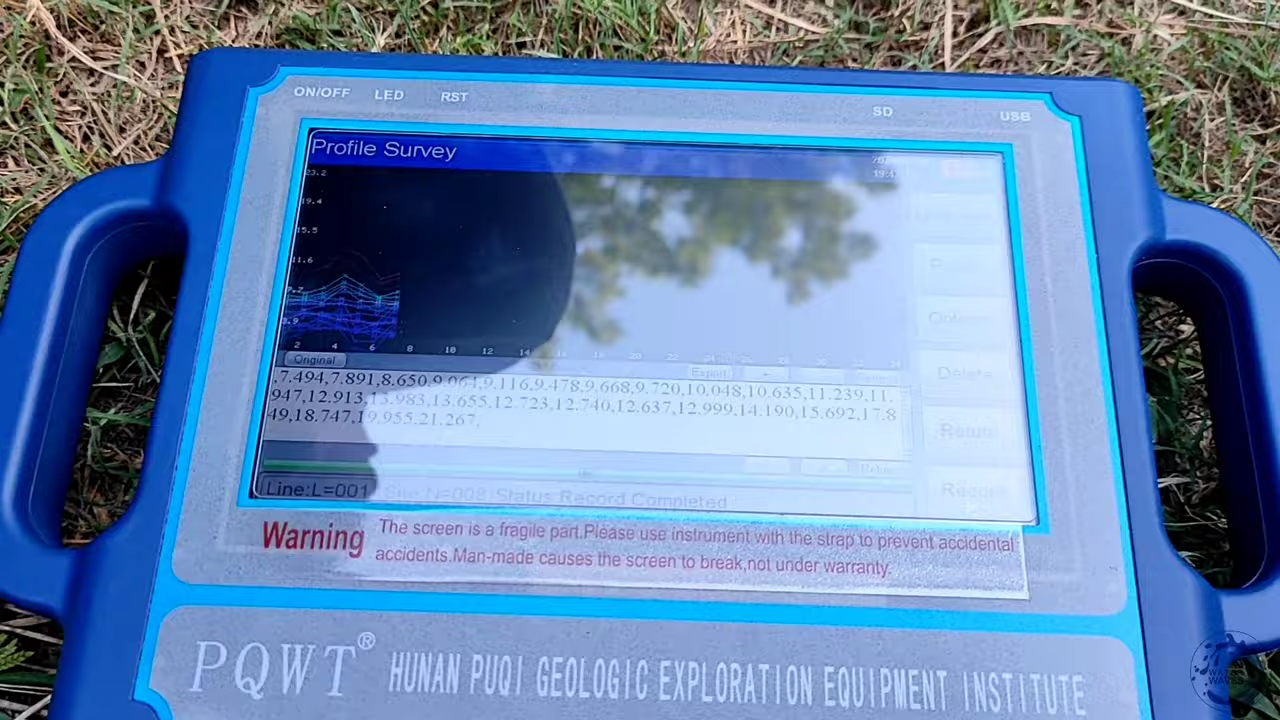 ON/OFF LED RST SD USB
Profile Survey
23.2
19.4
15.5
11.6
2 4 6 8 10 12 14 16 18 20 22 24
Original Export
,7.494,7.891,8.650,9.064,9.116,9.478,9.668,9.720,10.048,10.635,11.239,11.
947,12.913,13.983,13.655,12.723,12.740,12.637,12.999,14.190,15.692,17.8
49,18.747,19.955,21.267,
Delete
Line:L=001 Site:N=008 Status Record Completed
Warning
The screen is a fragile part.Please use instrument with the strap to prevent accidental
accidents.Man-made causes the screen to break,not under warranty.
PQWT® HUNAN PUQI GEOLOGIC EXPLORATION EQUIPMENT INSTITUTE